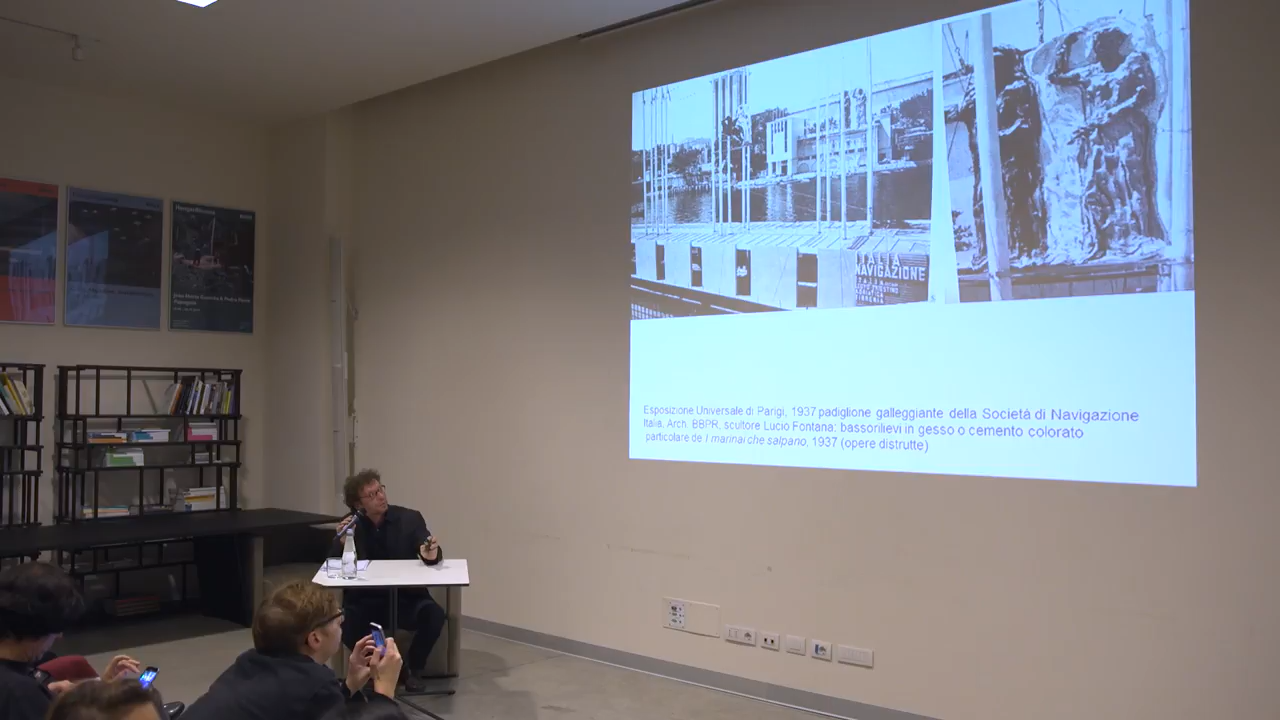 ITALIA
NAVIGAZIONE
Esposizione Universale di Parigi, 1937 padiglione galleggiante della Societá di Navigazione
Italia, Arch. BBPR, scultore Lucio Fontana: bassorilievi in gesso o cemento colorato
particolare de I marinai che salpano, 1937 (opere distrutte)